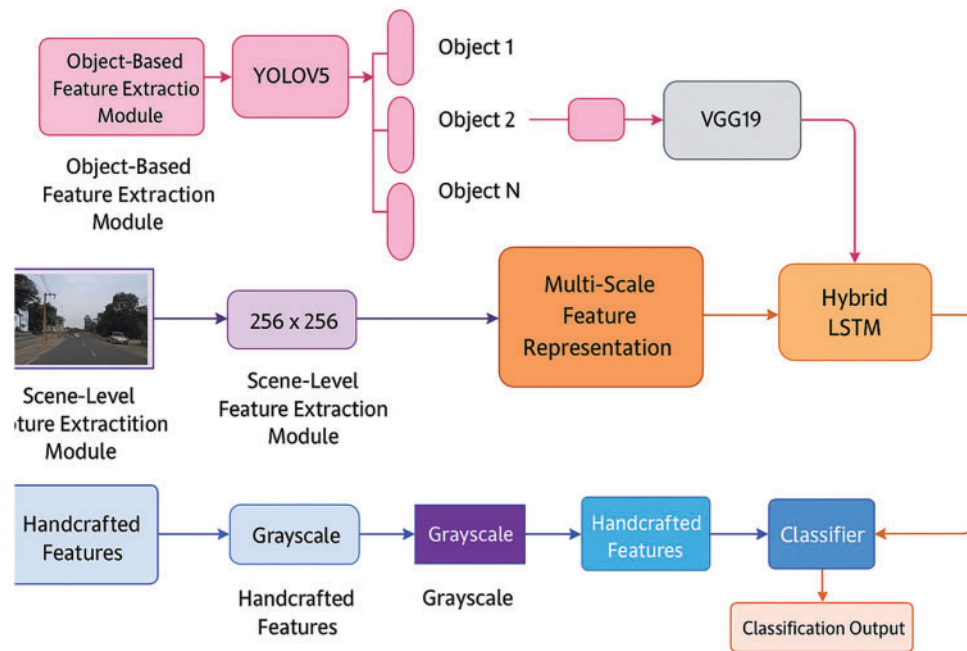 Object-Based
Feature Extractio
Module
YOLOV5
Object 1
Object 2
Object N
VGG19
Object-Based
Feature Extraction
Module
256 x 256
Multi-Scale
Feature
Representation
Hybrid
LSTM
Scene-Level
ture Extractition
Module
Scene-Level
Feature Extraction
Module
Handcrafted
Features
Grayscale
Grayscale
Handcrafted
Features
Classifier
Handcrafted
Features
Grayscale
Classification Output